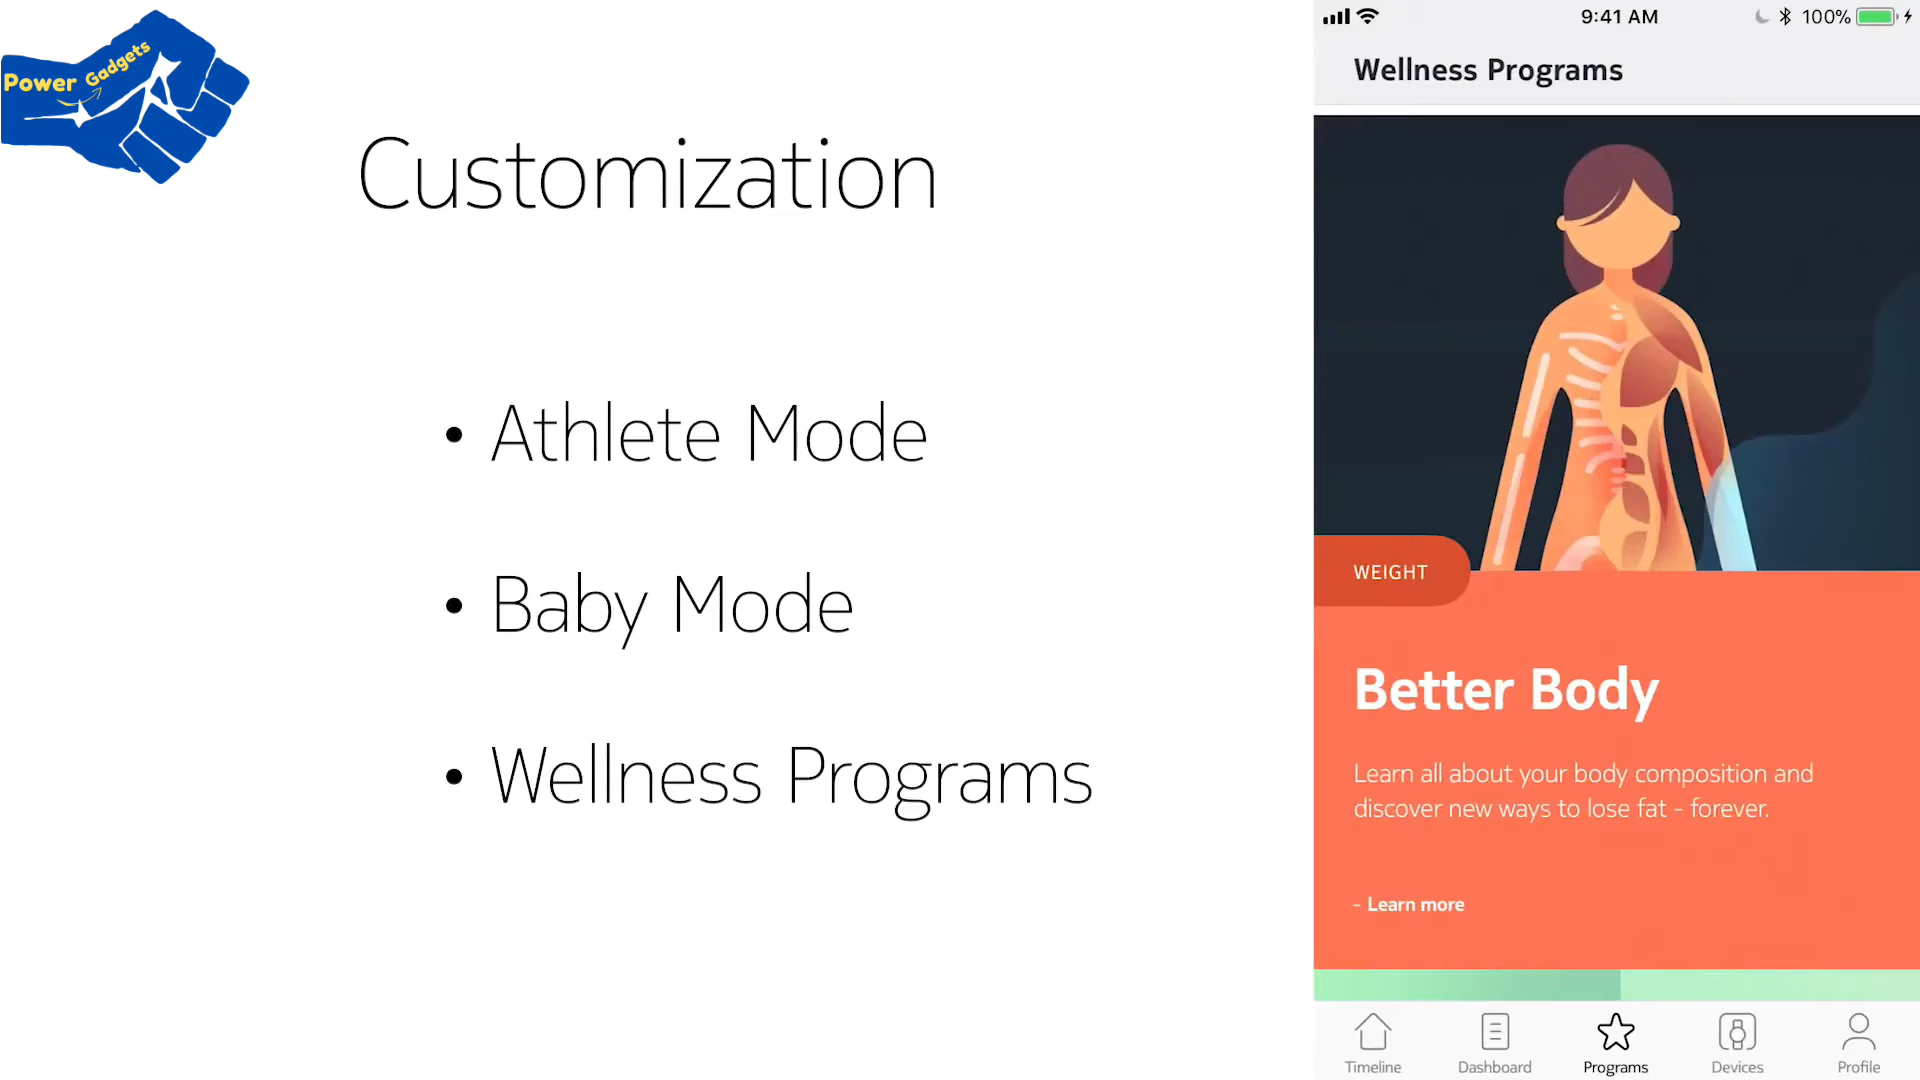 Power Gadgets
Customization
• Athlete Mode
• Baby Mode
• Wellness Programs
9:41 AM
100%
Wellness Programs
WEIGHT
Better Body
Learn all about your body composition and
discover new ways to lose fat - forever.
- Learn more
Timeline
Dashboard
Programs
Devices
Profile